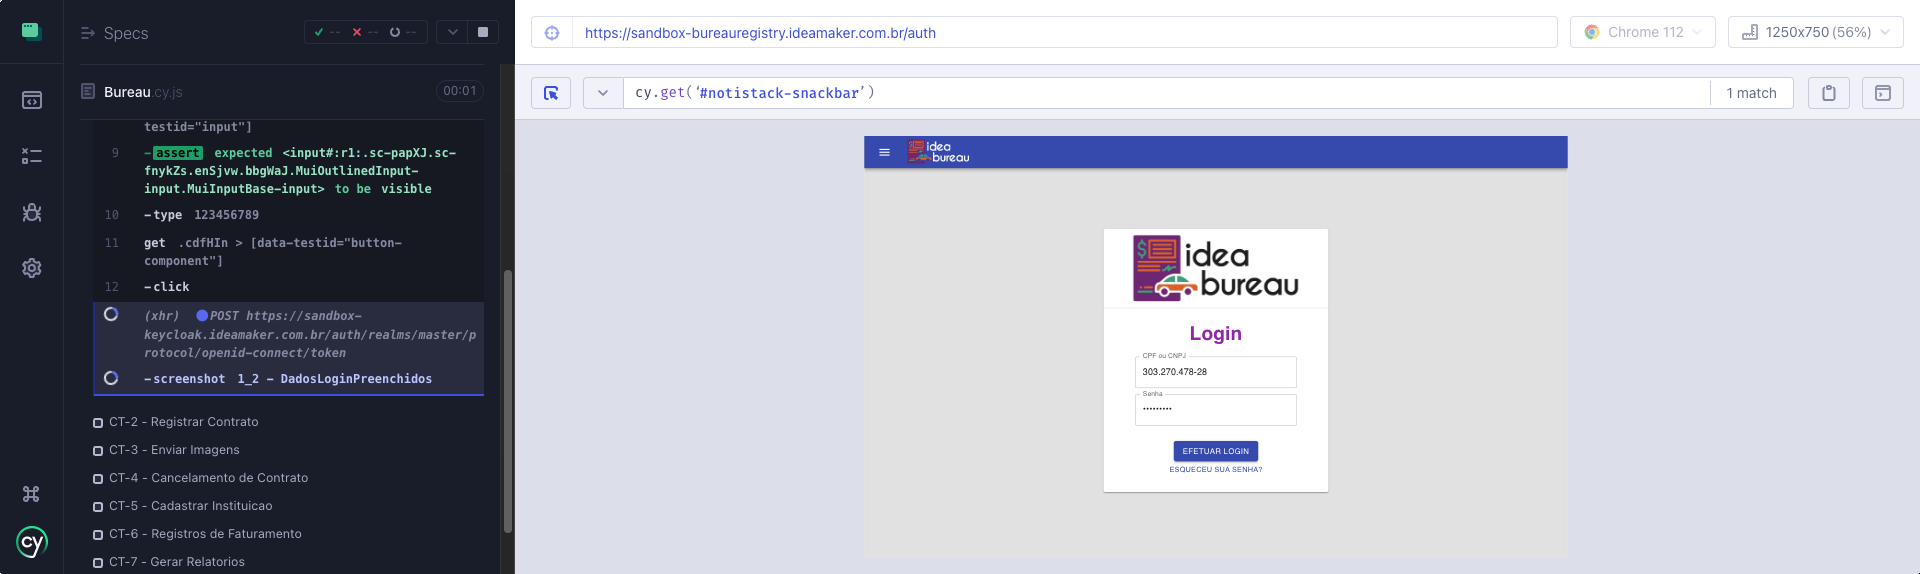 Specs
-- -- --
Bureau.cy.js 00:01
testid="input"]
9 -assert expected <input#:r1:.sc-papXJ.sc-
fnykZs.enSjvw.bbgWaJ.MuiOutlinedInput-
input.MuiInputBase-input> to be visible
10 -type 123456789
11 get .cdfHIn > [data-testid="button-
component"]
12 -click
(xhr) POST https://sandbox-
keycloak.ideamaker.com.br/auth/realms/master/p
rotocol/openid-connect/token
-screenshot 1_2 - DadosLoginPreenchidos
CT-2 - Registrar Contrato
CT-3 - Enviar Imagens
CT-4 - Cancelamento de Contrato
CT-5 - Cadastrar Instituicao
CT-6 - Registros de Faturamento
CT-7 - Gerar Relatorios
cy
https://sandbox-bureauregistry.ideamaker.com.br/auth
Chrome 112
1250x750 (56%)
cy.get('#notistack-snackbar')
1 match
idea
bureau
$
idea
bureau
Login
CPF ou CNPJ
303.270.478-28
Senha
•••••••••
EFETUAR LOGIN
ESQUECEU SUA SENHA?